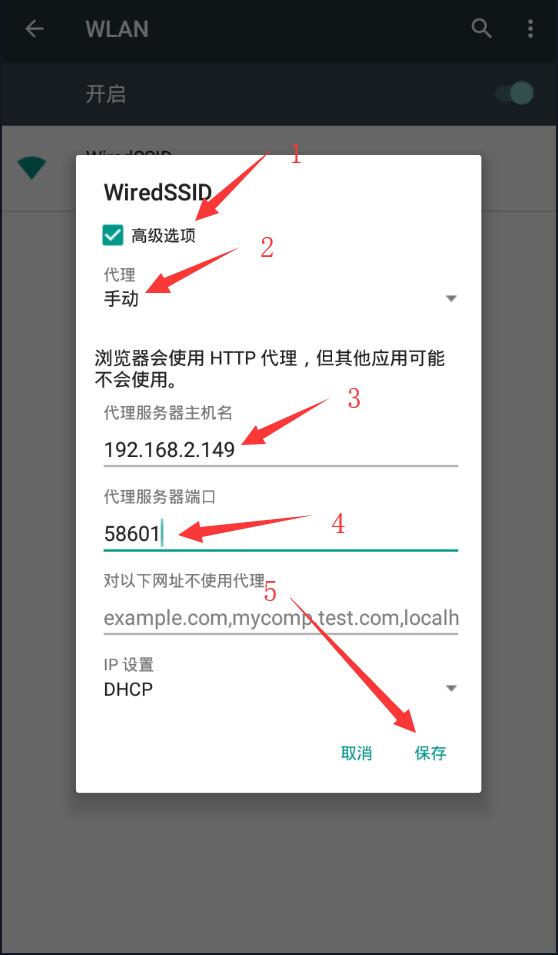 WLAN
开启
WiredSSID
1
WiredSSID
高级选项
2
代理
手动
浏览器会使用 HTTP 代理，但其他应用可能
不会使用。
3
代理服务器主机名
192.168.2.149
代理服务器端口
4
58601
对以下网址不使用代理
5
example.com,mycomp.test.com,localh
IP 设置
DHCP
取消 保存